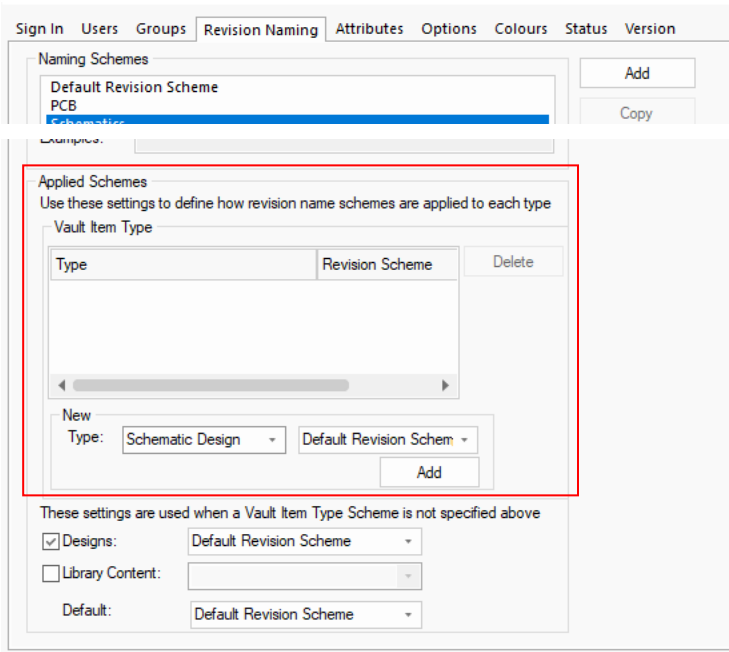 Sign In Users Groups Revision Naming Attributes Options Colours Status Version
Naming Schemes
Add
Default Revision Scheme
PCB
Copy
Schematics
Examples:
Applied Schemes
Use these settings to define how revision name schemes are applied to each type
Vault Item Type
Type Revision Scheme Delete
New
Type: Schematic Design Default Revision Schem
Add
These settings are used when a Vault Item Type Scheme is not specified above
Designs: Default Revision Scheme
Library Content:
Default: Default Revision Scheme